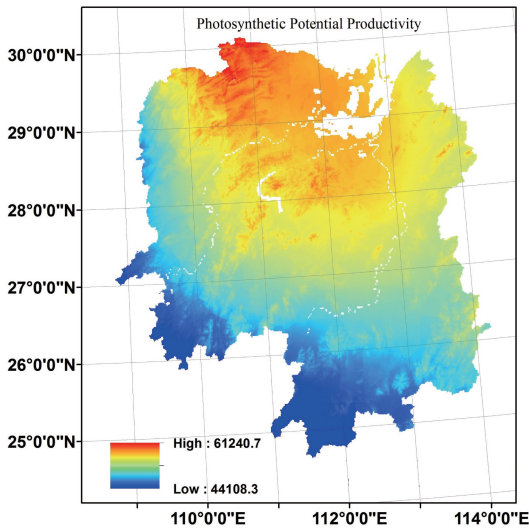 Photosynthetic Potential Productivity
30°0'0"N
29°0'0"N
28°0'0"N
27°0'0"N
26°0'0"N
25°0'0"N
High : 61240.7
Low : 44108.3
110°0'0"E
112°0'0"E
114°0'0"E